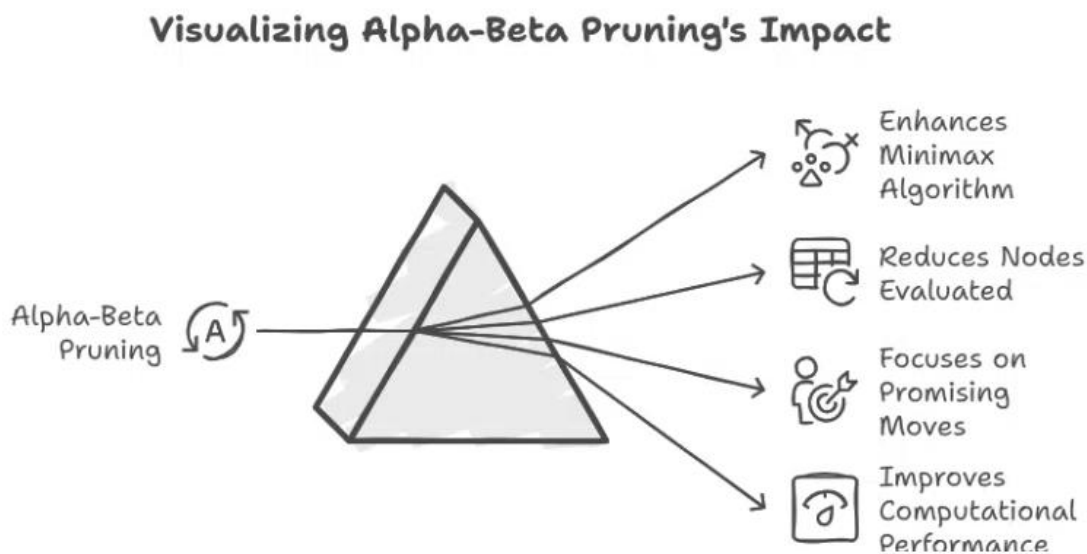 Visualizing Alpha-Beta Pruning's Impact
Alpha-Beta
Pruning
A
Enhances
Minimax
Algorithm
Reduces Nodes
Evaluated
Focuses on
Promising
Moves
Improves
Computational
Performance